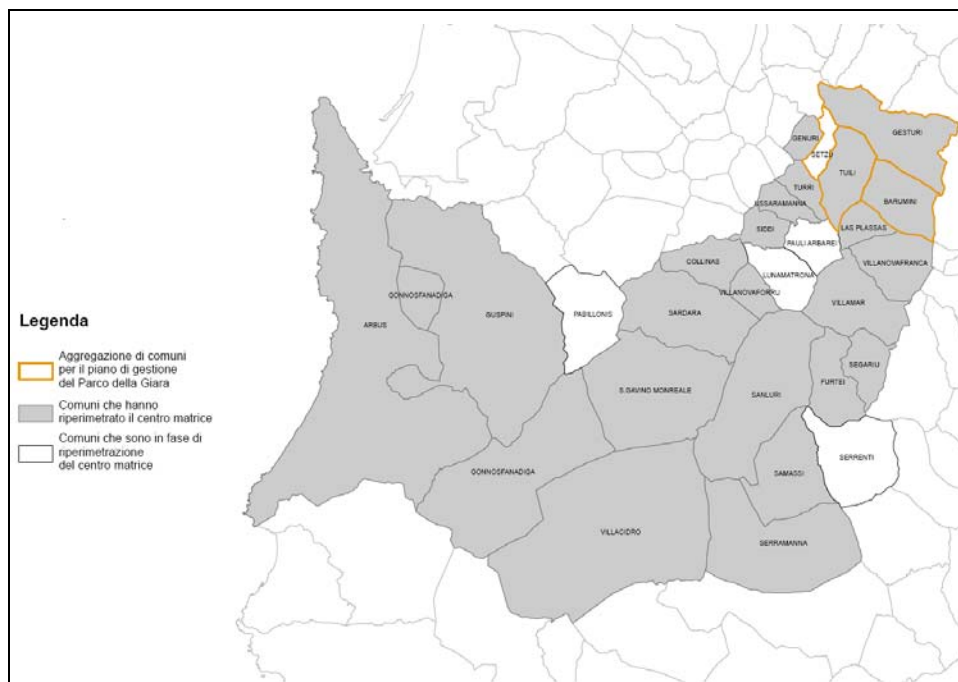 GESTURI
GENURI
SETZU
TUILI
TURRI
BARUMINI
USSARAMANNA
LAS PLASSAS
SIDDI
PAULI ARBAREI
COLLINAS
VILLANOVAFRANCA
LUNAMATRONA
GONNOSFANADIGA
VILLANOVAFORRU
VILLAMAR
ARBUS
GUSPINI
PABILLONIS
SARDARA
Legenda
Aggregazione di comuni
per il piano di gestione
del Parco della Giara
Comuni che hanno
riperimetrato il centro matrice
Comuni che sono in fase di
riperimetrazione
del centro matrice
SEGARIU
S.GAVINO MONREALE
SANLURI
FURTEI
SERRENTI
GONNOSFANADIGA
SAMASSI
VILLACIDRO
SERRAMANNA